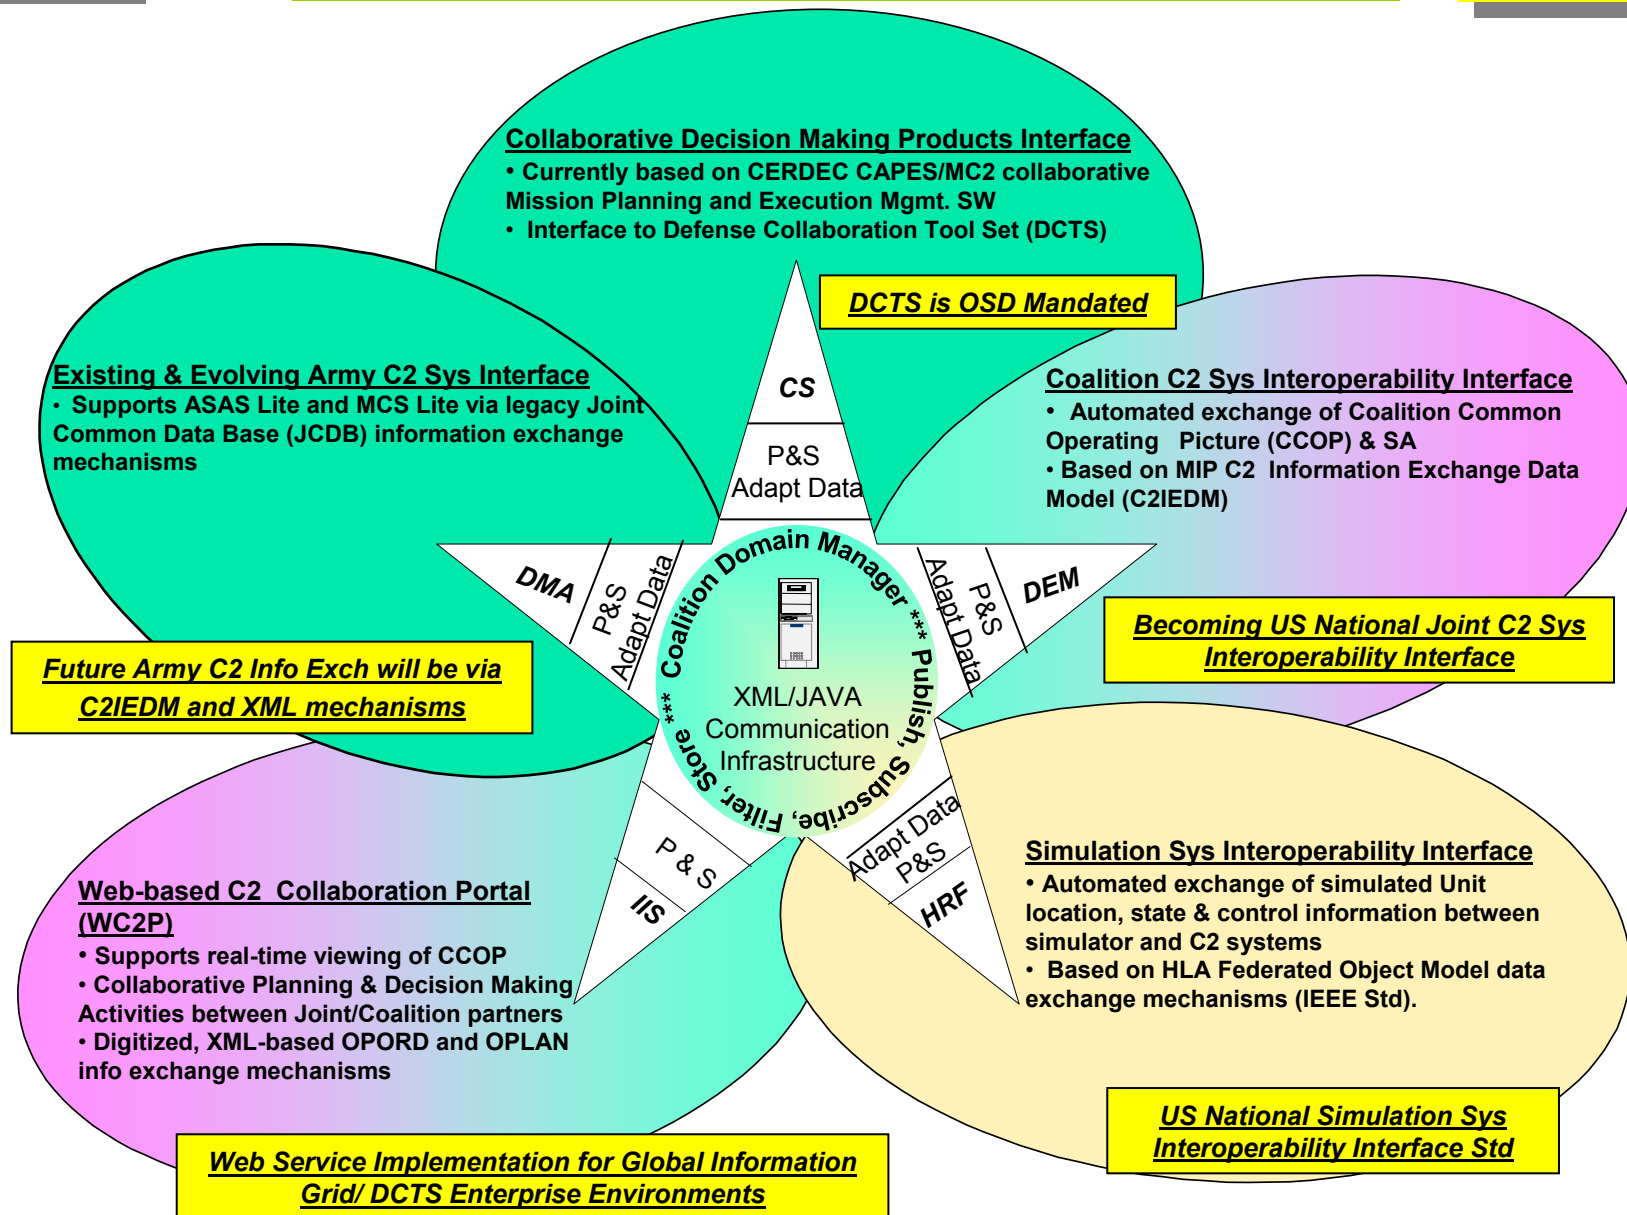 Collaborative Decision Making Products Interface
• Currently based on CERDEC CAPES/MC2 collaborative
Mission Planning and Execution Mgmt. SW
• Interface to Defense Collaboration Tool Set (DCTS)
DCTS is OSD Mandated
Existing & Evolving Army C2 Sys Interface
• Supports ASAS Lite and MCS Lite via legacy Joint
Common Data Base (JCDB) information exchange
mechanisms
Future Army C2 Info Exch will be via
C2IEDM and XML mechanisms
Coalition C2 Sys Interoperability Interface
• Automated exchange of Coalition Common
Operating Picture (CCOP) & SA
• Based on MIP C2 Information Exchange Data
Model (C2IEDM)
Becoming US National Joint C2 Sys
Interoperability Interface
CS
P&S
Adapt Data
DMA
P&S
Adapt Data
DEM
P&S
Adapt Data
Coalition Domain Manager *** Publish, Subscribe, Filter, Store ***
XML/JAVA
Communication
Infrastructure
P & S
IIS
Adapt Data
P&S
HRF
Web-based C2 Collaboration Portal
(WC2P)
• Supports real-time viewing of CCOP
• Collaborative Planning & Decision Making
Activities between Joint/Coalition partners
• Digitized, XML-based OPORD and OPLAN
info exchange mechanisms
Web Service Implementation for Global Information
Grid/ DCTS Enterprise Environments
Simulation Sys Interoperability Interface
• Automated exchange of simulated Unit
location, state & control information between
simulator and C2 systems
• Based on HLA Federated Object Model data
exchange mechanisms (IEEE Std).
US National Simulation Sys
Interoperability Interface Std